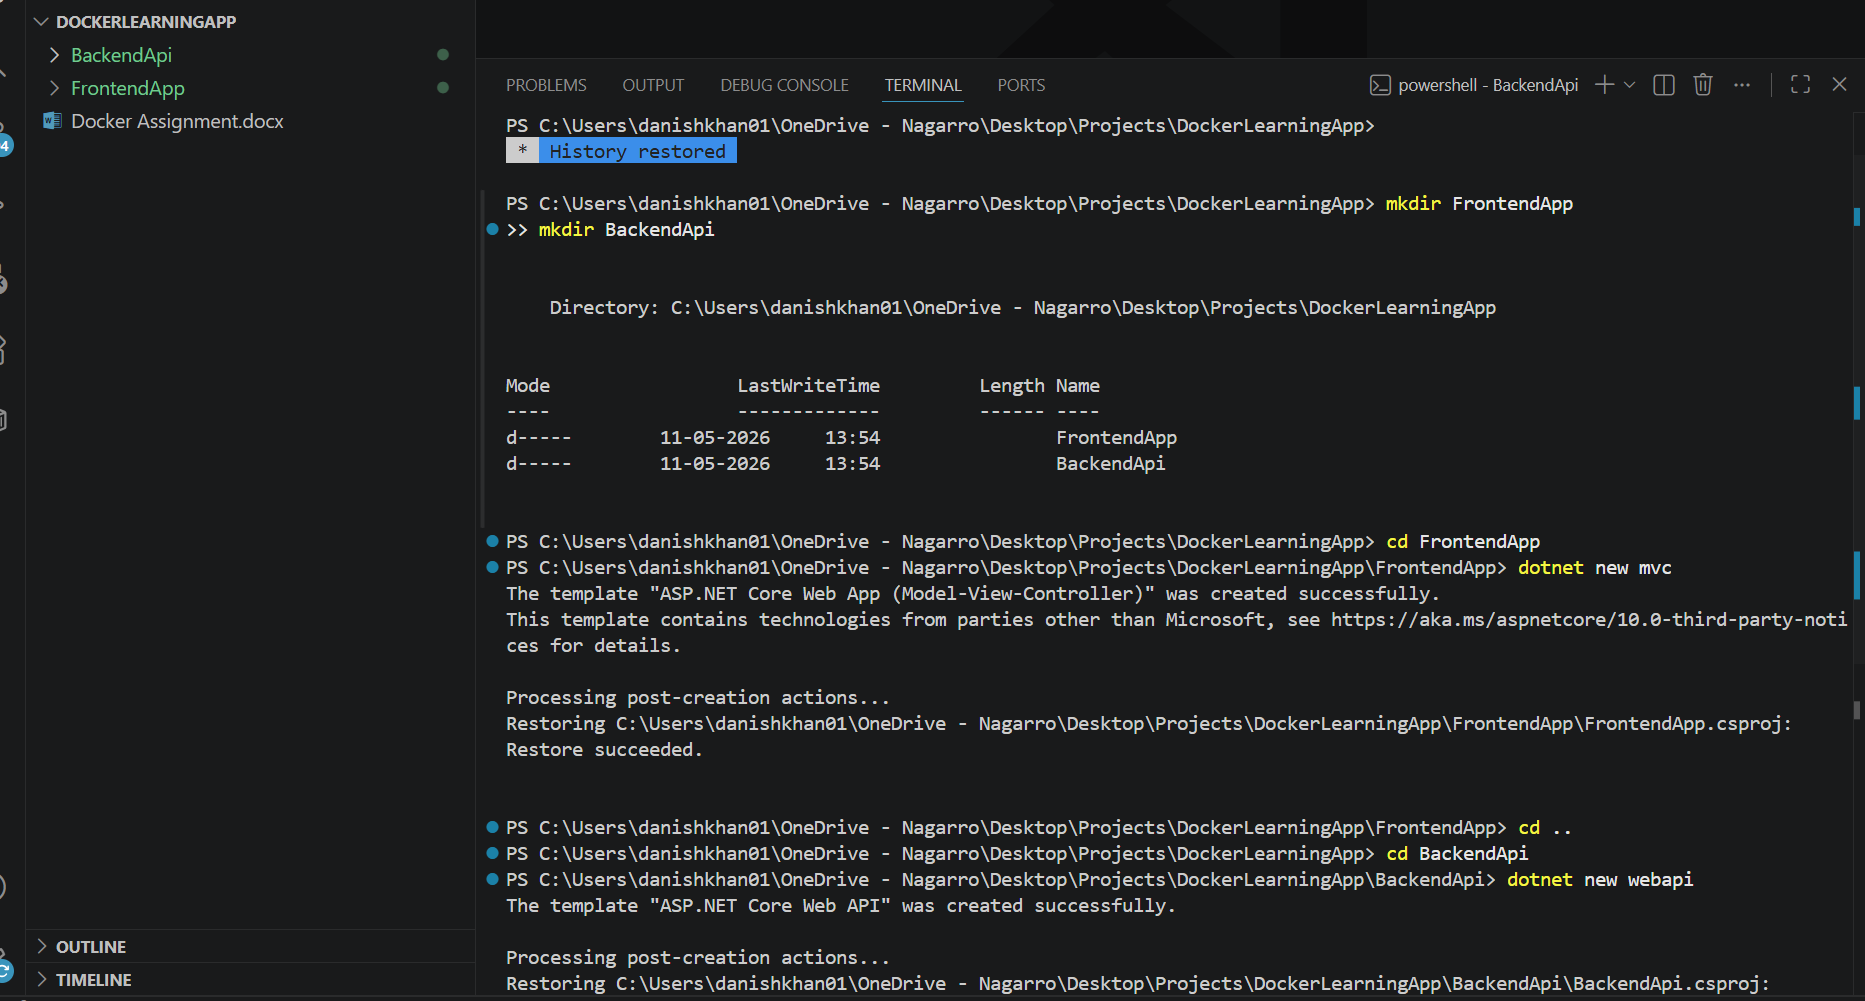 DOCKERLEARNINGAPP
BackendApi
FrontendApp
Docker Assignment.docx
4
OUTLINE
TIMELINE
PROBLEMS OUTPUT DEBUG CONSOLE TERMINAL PORTS powershell - BackendApi
PS C:\Users\danishkhan01\OneDrive - Nagarro\Desktop\Projects\DockerLearningApp>
* History restored
PS C:\Users\danishkhan01\OneDrive - Nagarro\Desktop\Projects\DockerLearningApp> mkdir FrontendApp
>> mkdir BackendApi
Directory: C:\Users\danishkhan01\OneDrive - Nagarro\Desktop\Projects\DockerLearningApp
Mode LastWriteTime Length Name
---- ------------- ------ ----
d----- 11-05-2026 13:54 FrontendApp
d----- 11-05-2026 13:54 BackendApi
PS C:\Users\danishkhan01\OneDrive - Nagarro\Desktop\Projects\DockerLearningApp> cd FrontendApp
PS C:\Users\danishkhan01\OneDrive - Nagarro\Desktop\Projects\DockerLearningApp\FrontendApp> dotnet new mvc
The template "ASP.NET Core Web App (Model-View-Controller)" was created successfully.
This template contains technologies from parties other than Microsoft, see https://aka.ms/aspnetcore/10.0-third-party-noti
ces for details.
Processing post-creation actions...
Restoring C:\Users\danishkhan01\OneDrive - Nagarro\Desktop\Projects\DockerLearningApp\FrontendApp\FrontendApp.csproj:
Restore succeeded.
PS C:\Users\danishkhan01\OneDrive - Nagarro\Desktop\Projects\DockerLearningApp\FrontendApp> cd ..
PS C:\Users\danishkhan01\OneDrive - Nagarro\Desktop\Projects\DockerLearningApp> cd BackendApi
PS C:\Users\danishkhan01\OneDrive - Nagarro\Desktop\Projects\DockerLearningApp\BackendApi> dotnet new webapi
The template "ASP.NET Core Web API" was created successfully.
Processing post-creation actions...
Restoring C:\Users\danishkhan01\OneDrive - Nagarro\Desktop\Projects\DockerLearningApp\BackendApi\BackendApi.csproj: